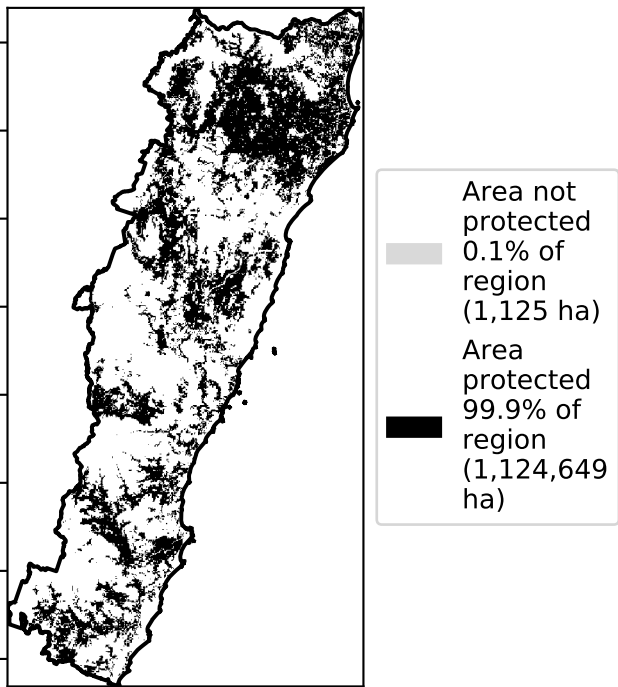 Area not
protected
0.1% of
region
(1,125 ha)
Area
protected
99.9% of
region
(1,124,649
ha)